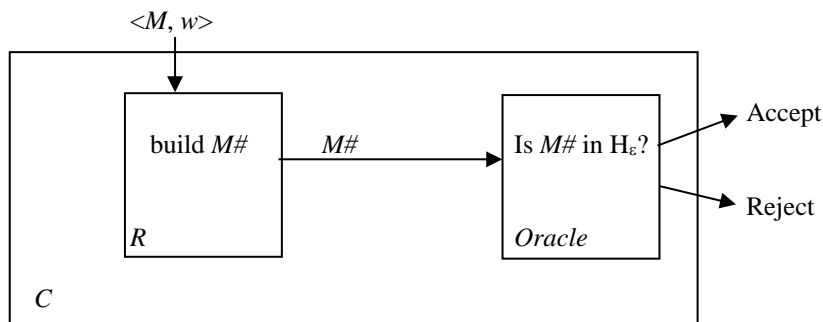 <M, w>
Accept
build M# M# Is M# in Hε?
Reject
R Oracle
C